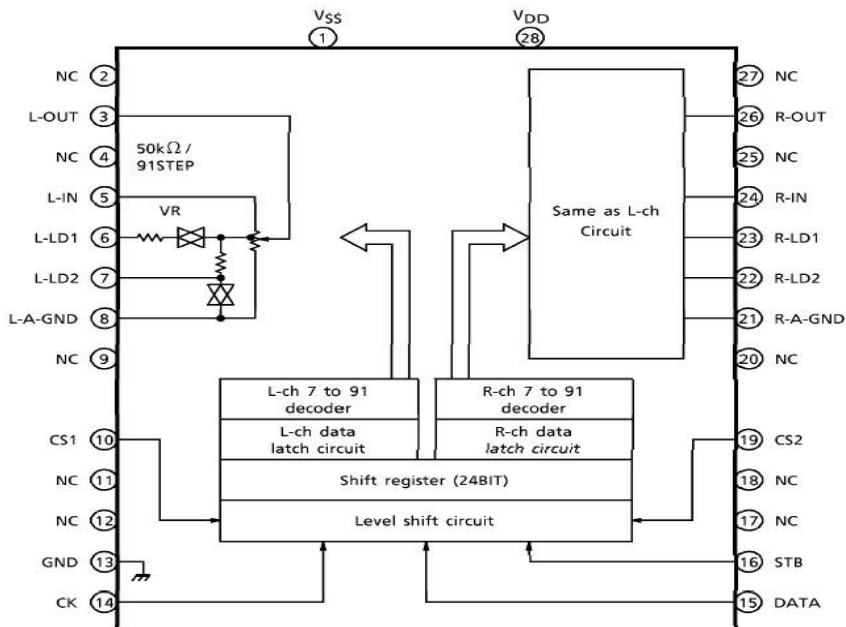 VSS
1
VDD
28
NC 2
27 NC
L-OUT 3
26 R-OUT
NC 4
50kΩ /
91STEP
25 NC
L-IN 5
24 R-IN
VR
Same as L-ch
Circuit
L-LD1 6
23 R-LD1
L-LD2 7
22 R-LD2
L-A-GND 8
21 R-A-GND
NC 9
20 NC
L-ch 7 to 91
decoder
R-ch 7 to 91
decoder
L-ch data
latch circuit
R-ch data
latch circuit
CS1 10
19 CS2
NC 11
Shift register (24BIT)
18 NC
NC 12
Level shift circuit
17 NC
GND 13
16 STB
CK 14
15 DATA